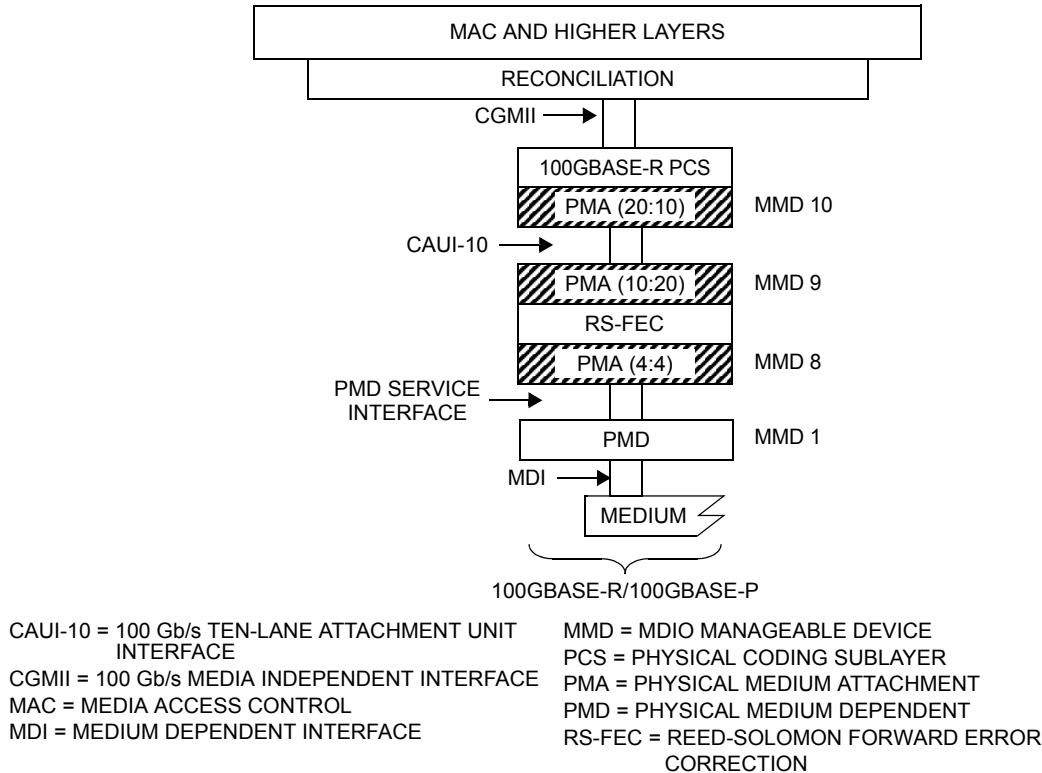 MAC AND HIGHER LAYERS
RECONCILIATION
CGMII
100GBASE-R PCS
PMA (20:10)
MMD 10
CAUI-10
PMA (10:20)
MMD 9
RS-FEC
PMA (4:4)
MMD 8
PMD SERVICE
INTERFACE
PMD
MMD 1
MDI
MEDIUM
100GBASE-R/100GBASE-P
CAUI-10 = 100 Gb/s TEN-LANE ATTACHMENT UNIT
INTERFACE
CGMII = 100 Gb/s MEDIA INDEPENDENT INTERFACE
MAC = MEDIA ACCESS CONTROL
MDI = MEDIUM DEPENDENT INTERFACE
MMD = MDIO MANAGEABLE DEVICE
PCS = PHYSICAL CODING SUBLAYER
PMA = PHYSICAL MEDIUM ATTACHMENT
PMD = PHYSICAL MEDIUM DEPENDENT
RS-FEC = REED-SOLOMON FORWARD ERROR
CORRECTION